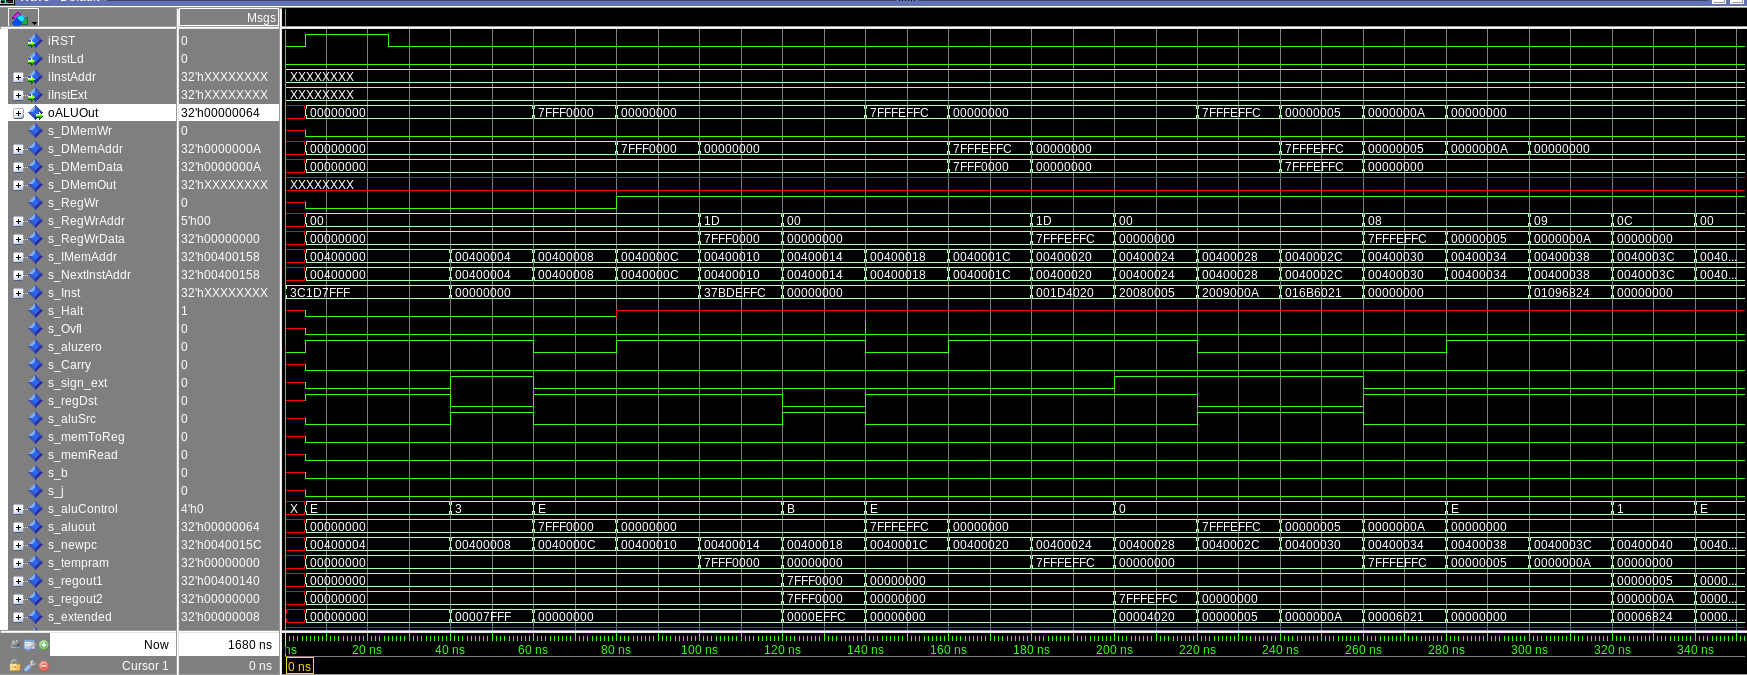 Wave - Default
Msgs
iRST 0
iInstLd 0
iInstAddr 32'hXXXXXXXX XXXXXXXX
iInstExt 32'hXXXXXXXX XXXXXXXX
oALUOut 32'h00000064 00000000 7FFF0000 00000000 7FFFEFFC 00000000 7FFFEFFC 00000005 0000000A 00000000
s_DMemWr 0
s_DMemAddr 32'h0000000A 00000000 7FFF0000 00000000 7FFFEFFC 00000000 7FFFEFFC 00000005 0000000A 00000000
s_DMemData 32'h0000000A 00000000 7FFF0000 00000000 7FFFEFFC 00000000
s_DMemOut 32'hXXXXXXXX XXXXXXXX
s_RegWr 0
s_RegWrAddr 5'h00 00 1D 00 1D 00 08 09 0C 00
s_RegWrData 32'h00000000 00000000 7FFF0000 00000000 7FFFEFFC 00000000 7FFFEFFC 00000005 0000000A 00000000
s_IMemAddr 32'h00400158 00400000 00400004 00400008 0040000C 00400010 00400014 00400018 0040001C 00400020 00400024 00400028 0040002C 00400030 00400034 00400038 0040003C 0040...
s_NextInstAddr 32'h00400158 00400000 00400004 00400008 0040000C 00400010 00400014 00400018 0040001C 00400020 00400024 00400028 0040002C 00400030 00400034 00400038 0040003C 0040...
s_Inst 32'hXXXXXXXX 3C1D7FFF 00000000 37BDEFFC 00000000 001D4020 20080005 2009000A 016B6021 00000000 01096824 00000000
s_Halt 1
s_Ovfl 0
s_aluzero 0
s_Carry 0
s_sign_ext 0
s_regDst 0
s_aluSrc 0
s_memToReg 0
s_memRead 0
s_b 0
s_j 0
s_aluControl 4'h0 X E 3 E B E 0 E 1 E
s_aluout 32'h00000064 00000000 7FFF0000 00000000 7FFFEFFC 00000000 7FFFEFFC 00000005 0000000A 00000000
s_newpc 32'h0040015C 00400004 00400008 0040000C 00400010 00400014 00400018 0040001C 00400020 00400024 00400028 0040002C 00400030 00400034 00400038 0040003C 00400040 0040...
s_tempram 32'h00000000 00000000 7FFF0000 00000000 7FFFEFFC 00000000 7FFFEFFC 00000005 0000000A 00000000
s_regout1 32'h00400140 00000000 7FFF0000 00000000 00000005 0000...
s_regout2 32'h00000000 00000000 7FFF0000 00000000 7FFFEFFC 00000000 0000000A 0000...
s_extended 32'h00000008 00000000 00007FFF 00000000 0000EFFC 00000000 00004020 00000005 0000000A 00006021 00000000 00006824 0000...
Now 1680 ns ns 20 ns 40 ns 60 ns 80 ns 100 ns 120 ns 140 ns 160 ns 180 ns 200 ns 220 ns 240 ns 260 ns 280 ns 300 ns 320 ns 340 ns
Cursor 1 0 ns 0 ns